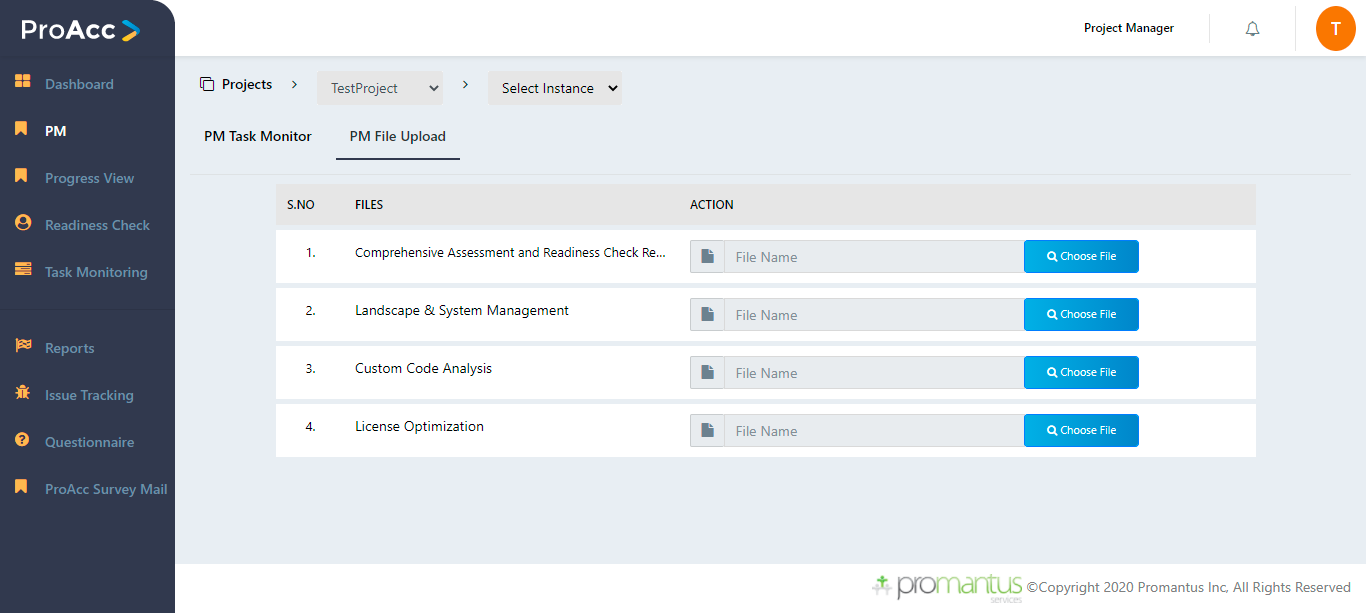 ProAcc
Project Manager
T
Dashboard
PM
Progress View
Readiness Check
Task Monitoring
Reports
Issue Tracking
Questionnaire
ProAcc Survey Mail
Projects > TestProject > Select Instance
PM Task Monitor PM File Upload
S.NO FILES ACTION
1. Comprehensive Assessment and Readiness Check Re... File Name Choose File
2. Landscape & System Management File Name Choose File
3. Custom Code Analysis File Name Choose File
4. License Optimization File Name Choose File
promantus ©Copyright 2020 Promantus Inc, All Rights Reserved
services